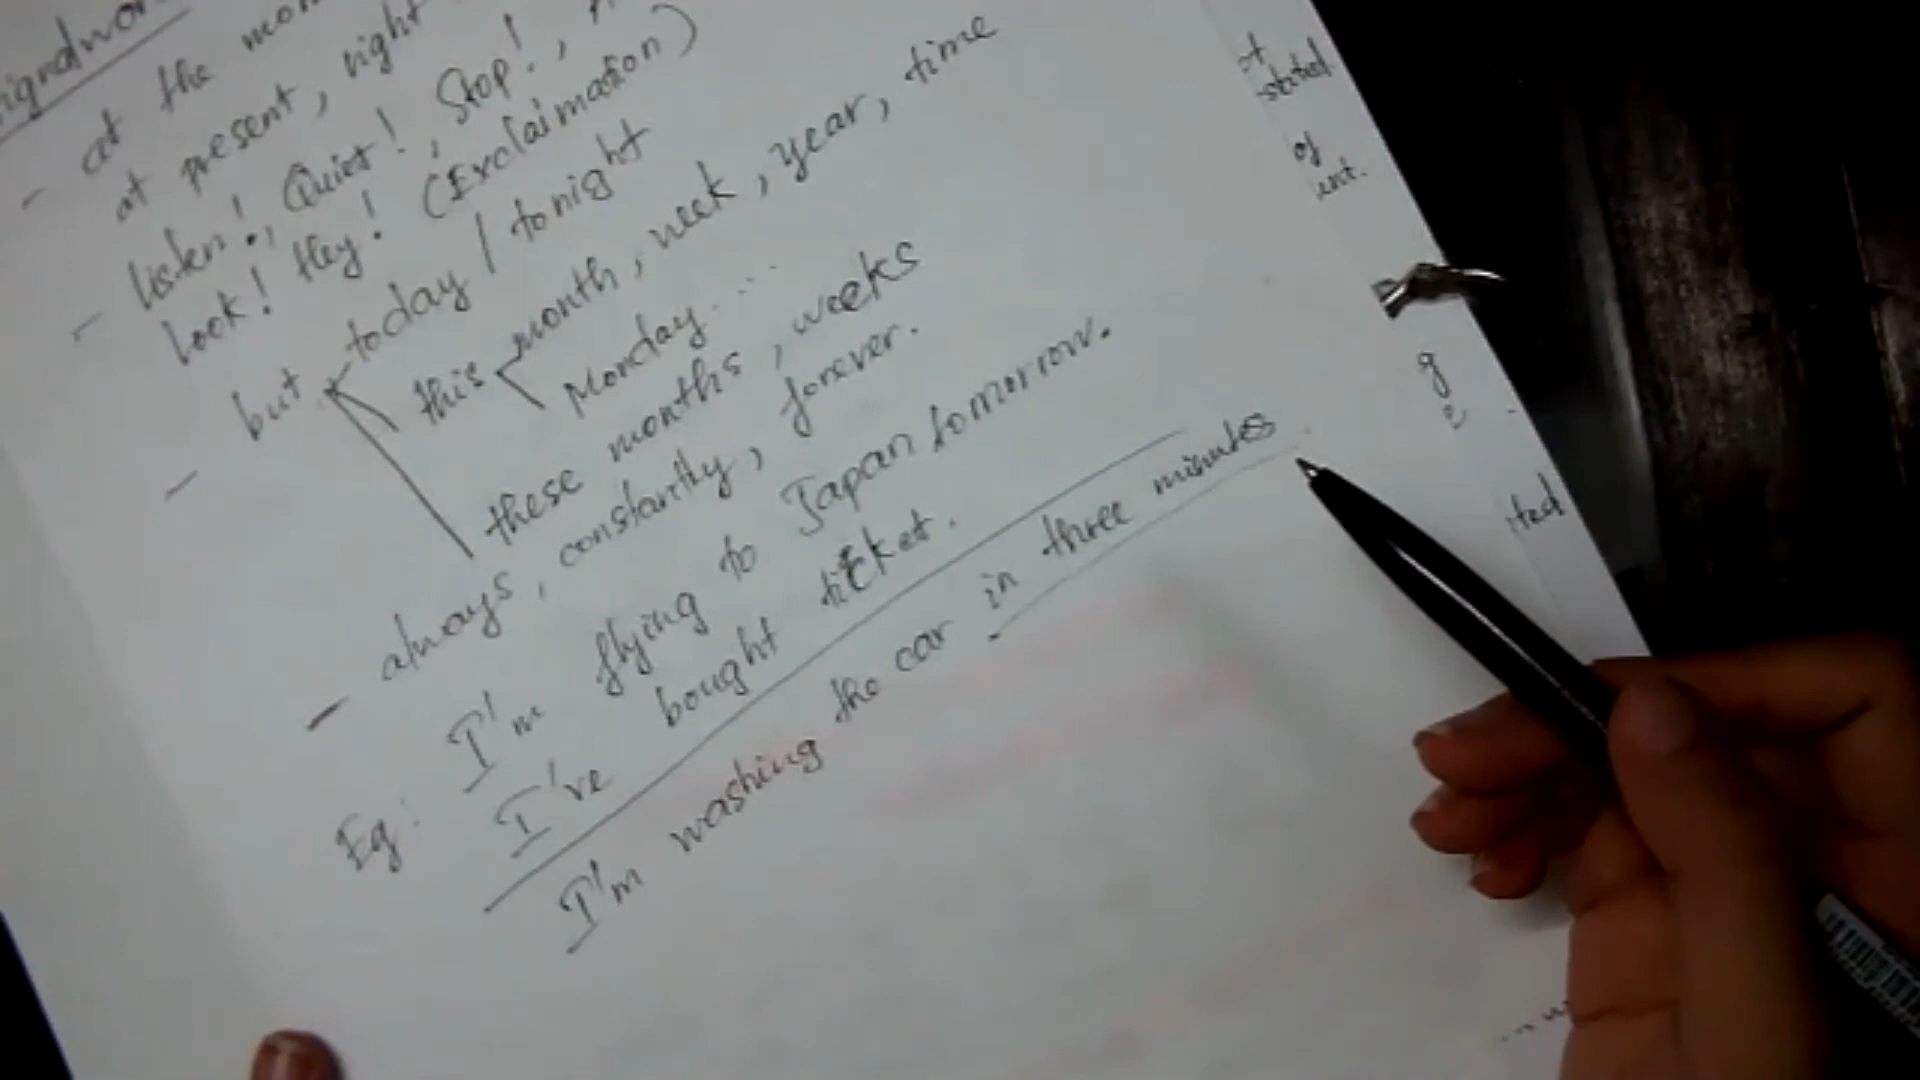 at the
at present, right
- listen!, Quiet!, Stop!,
look! Hey! (Exclaimation)
- but today / tonight
this month, week, year, time
Monday...
these months, weeks
- always, constantly, forever.
Eg: I'm flying to Japan tomorrow.
I've bought ticket.
I'm washing the car in three minutes
stated
of